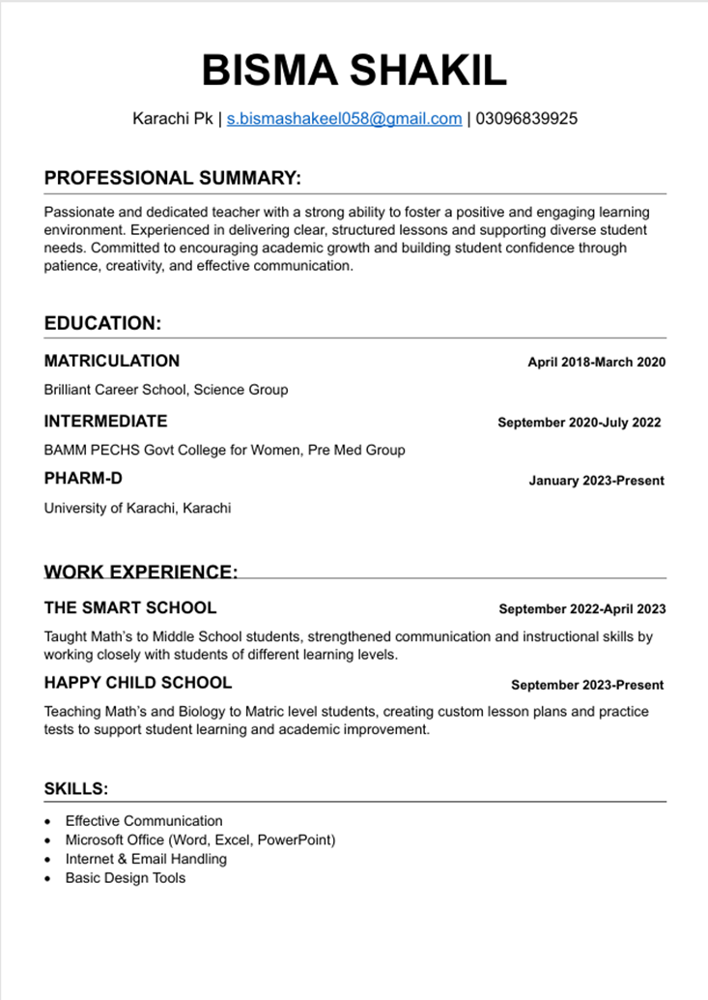 BISMA SHAKIL
Karachi Pk | s.bismashakeel058@gmail.com | 03096839925
PROFESSIONAL SUMMARY:
Passionate and dedicated teacher with a strong ability to foster a positive and engaging learning
environment. Experienced in delivering clear, structured lessons and supporting diverse student
needs. Committed to encouraging academic growth and building student confidence through
patience, creativity, and effective communication.
EDUCATION:
MATRICULATION April 2018-March 2020
Brilliant Career School, Science Group
INTERMEDIATE September 2020-July 2022
BAMM PECHS Govt College for Women, Pre Med Group
PHARM-D January 2023-Present
University of Karachi, Karachi
WORK EXPERIENCE:
THE SMART SCHOOL September 2022-April 2023
Taught Math’s to Middle School students, strengthened communication and instructional skills by
working closely with students of different learning levels.
HAPPY CHILD SCHOOL September 2023-Present
Teaching Math’s and Biology to Matric level students, creating custom lesson plans and practice
tests to support student learning and academic improvement.
SKILLS:
• Effective Communication
• Microsoft Office (Word, Excel, PowerPoint)
• Internet & Email Handling
• Basic Design Tools